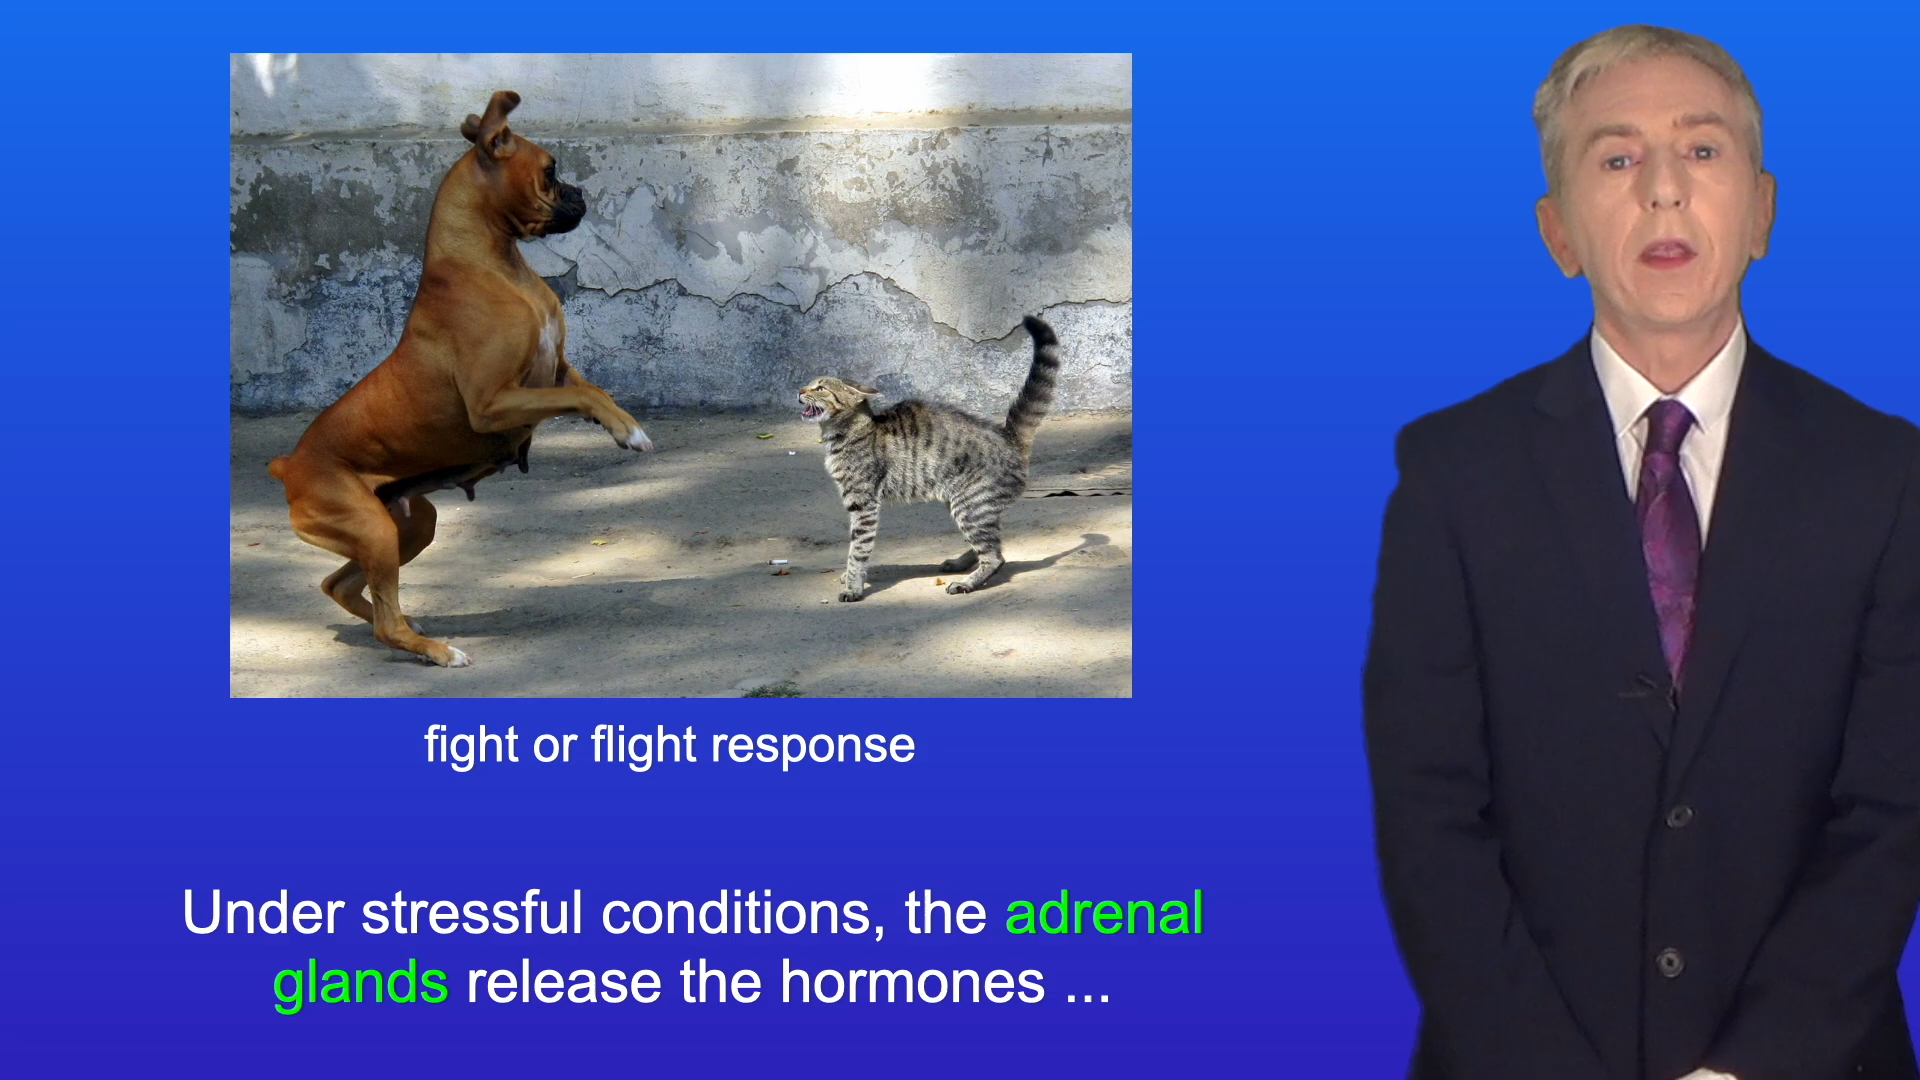 fight or flight response
Under stressful conditions, the adrenal
glands release the hormones ...